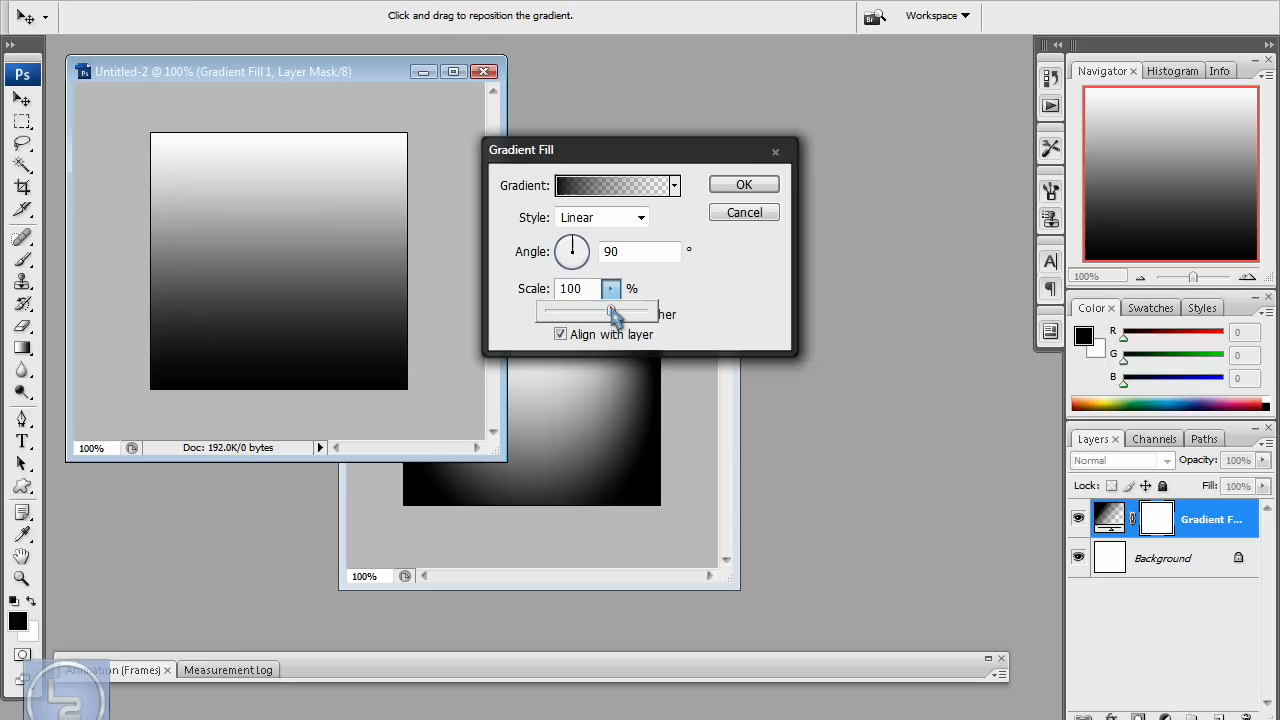 Click and drag to reposition the gradient.
Workspace
Ps
Untitled-2 @ 100% (Gradient Fill 1, Layer Mask/8)
Navigator
Histogram
Info
100%
Gradient Fill
Gradient:
OK
Style: Linear
Cancel
Angle: 90 °
Scale: 100 %
her
Align with layer
100%
Doc: 192.0K/0 bytes
100%
Color
Swatches
Styles
R 0
G 0
B 0
Layers
Channels
Paths
Normal
Opacity: 100%
Lock:
Fill: 100%
Gradient F...
Background
Animation (Frames)
Measurement Log
T
A
L2